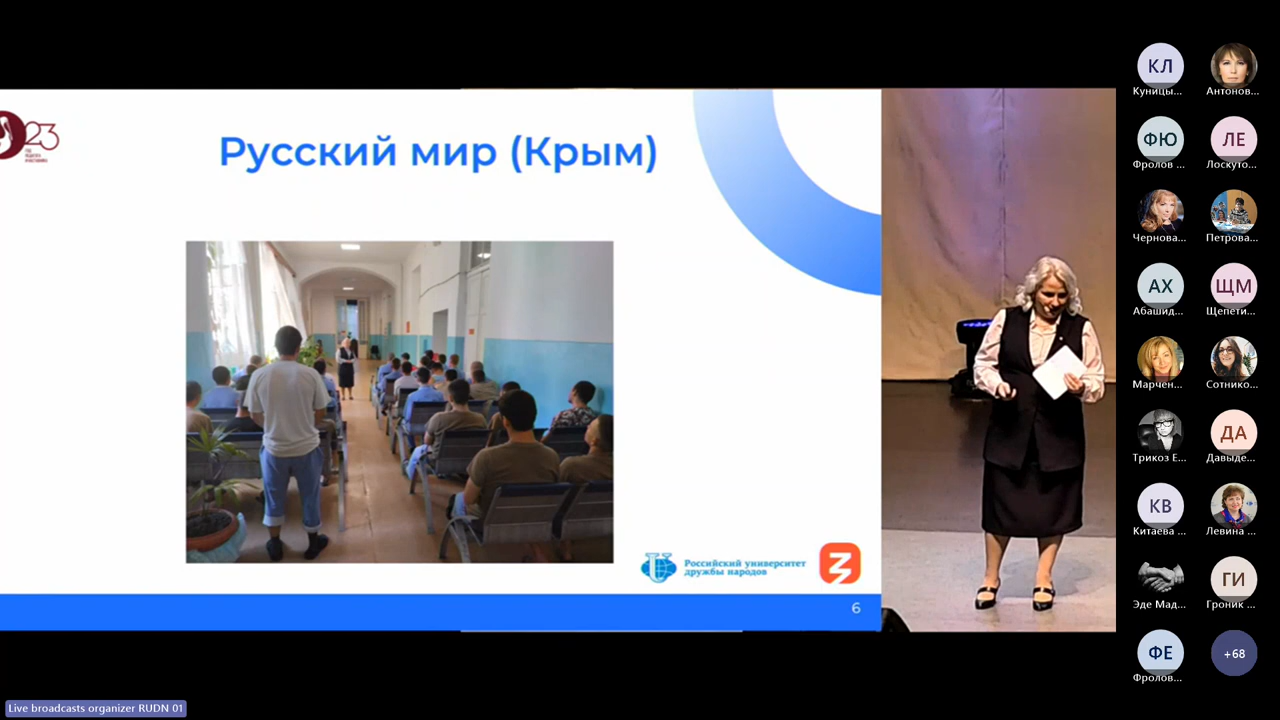 23
Русский мир (Крым)
Российский университет
дружбы народов
6
КЛ
Куницы...
Антонов...
ФЮ
Фролов ...
ЛЕ
Лоскуто...
Чернова...
Петрова...
АХ
Абашид...
ЩМ
Щепети...
Марчен...
Сотнико...
Трикоз Е...
ДА
Давыде...
КВ
Китаева ...
Левина ...
Эде Мад...
ГИ
Гроник ...
ФЕ
Фролов...
+68
Live broadcasts organizer RUDN 01